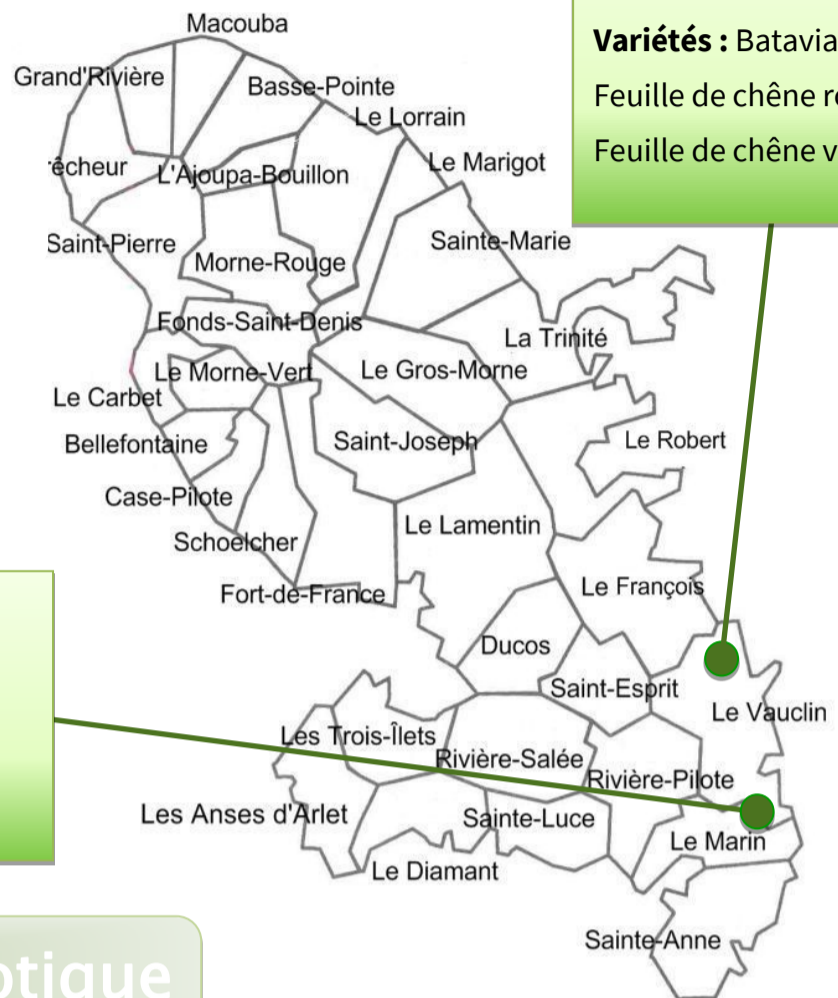 Macouba
Variétés : Batavia
Grand'Rivière
Basse-Pointe
Feuille de chêne
Le Lorrain
Feuille de chêne
êcheur
L'Ajoupa-Bouillon
Le Marigot
Saint-Pierre
Morne-Rouge
Sainte-Marie
Fonds-Saint-Denis
La Trinité
Le Morne-Vert
Le Gros-Morne
Le Carbet
Bellefontaine
Saint-Joseph
Le Robert
Case-Pilote
Le Lamentin
Schoelcher
Fort-de-France
Le François
Ducos
Saint-Esprit
Le Vauclin
Les Trois-Îlets
Rivière-Salée
Rivière-Pilote
Les Anses d'Arlet
Sainte-Luce
Le Marin
Le Diamant
Sainte-Anne
otique